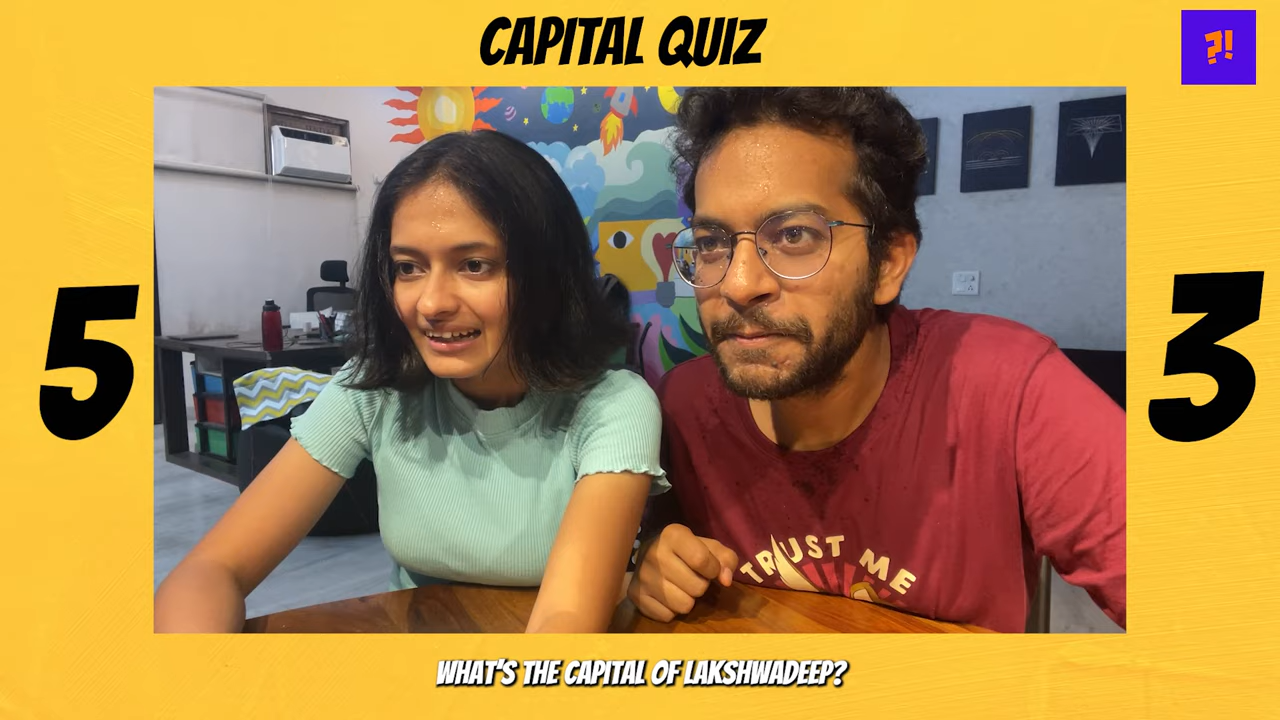 CAPITAL QUIZ
?!
5
3
TRUST ME
WHAT'S THE CAPITAL OF LAKSHWADEEP?